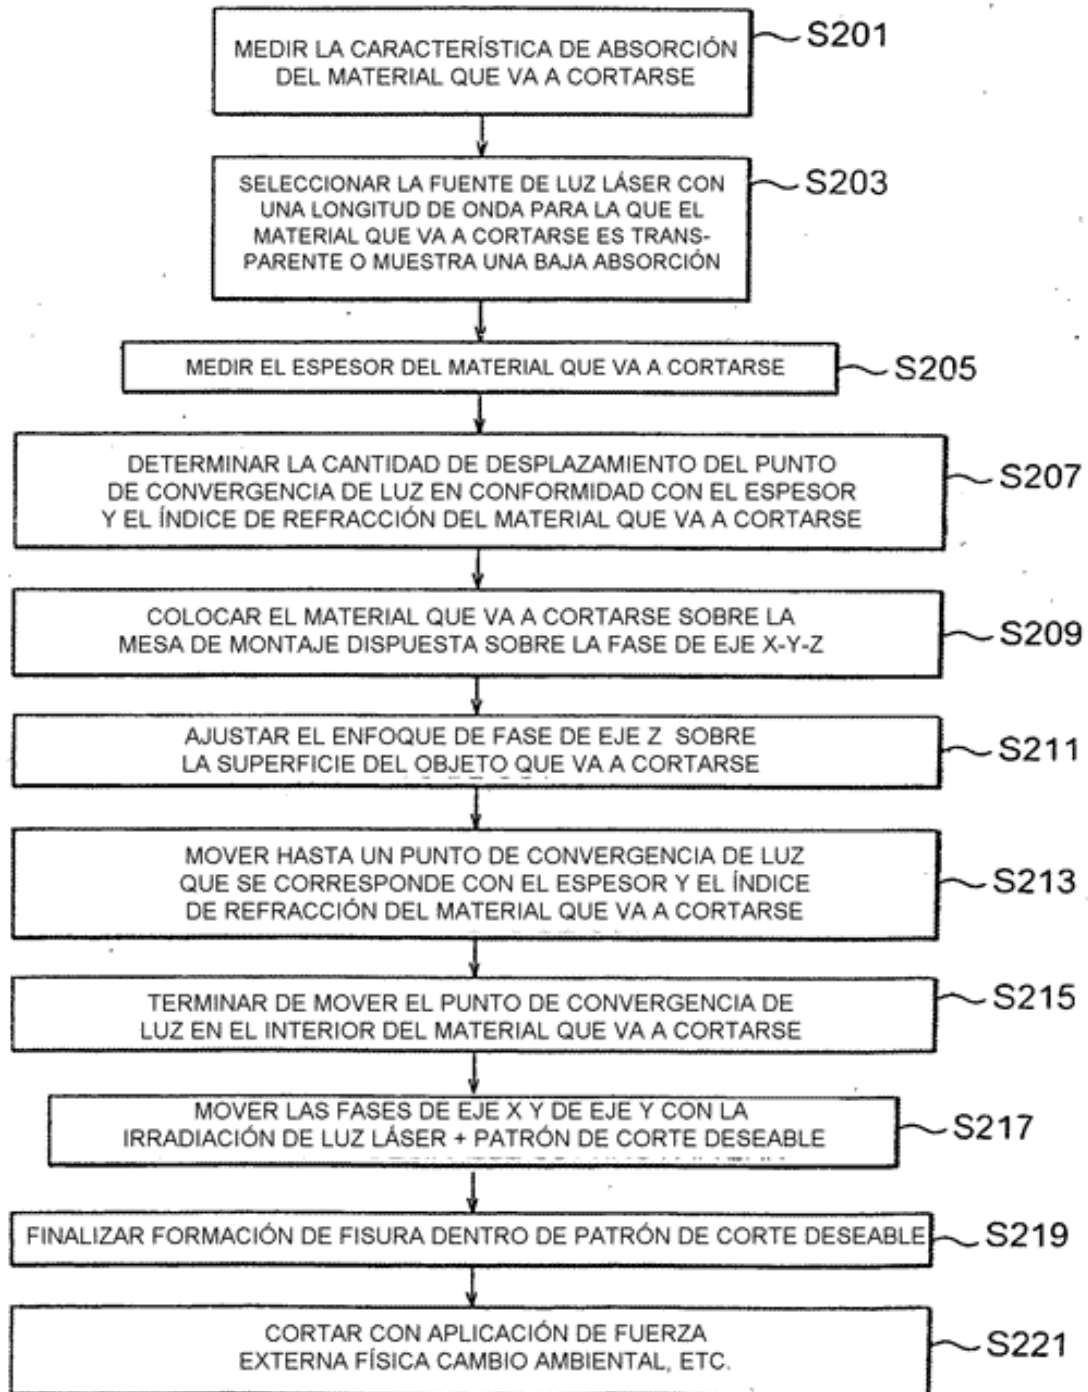 MEDIR LA CARACTERÍSTICA DE ABSORCIÓN
DEL MATERIAL QUE VA A CORTARSE
S201
SELECCIONAR LA FUENTE DE LUZ LÁSER CON
UNA LONGITUD DE ONDA PARA LA QUE EL
MATERIAL QUE VA A CORTARSE ES TRANS-
PARENTE O MUESTRA UNA BAJA ABSORCIÓN
S203
MEDIR EL ESPESOR DEL MATERIAL QUE VA A CORTARSE
S205
DETERMINAR LA CANTIDAD DE DESPLAZAMIENTO DEL PUNTO
DE CONVERGENCIA DE LUZ EN CONFORMIDAD CON EL ESPESOR
Y EL ÍNDICE DE REFRACCIÓN DEL MATERIAL QUE VA A CORTARSE
S207
COLOCAR EL MATERIAL QUE VA A CORTARSE SOBRE LA
MESA DE MONTAJE DISPUESTA SOBRE LA FASE DE EJE X-Y-Z
S209
AJUSTAR EL ENFOQUE DE FASE DE EJE Z SOBRE
LA SUPERFICIE DEL OBJETO QUE VA A CORTARSE
S211
MOVER HASTA UN PUNTO DE CONVERGENCIA DE LUZ
QUE SE CORRESPONDE CON EL ESPESOR Y EL ÍNDICE
DE REFRACCIÓN DEL MATERIAL QUE VA A CORTARSE
S213
TERMINAR DE MOVER EL PUNTO DE CONVERGENCIA DE
LUZ EN EL INTERIOR DEL MATERIAL QUE VA A CORTARSE
S215
MOVER LAS FASES DE EJE X Y DE EJE Y CON LA
IRRADIACIÓN DE LUZ LÁSER + PATRÓN DE CORTE DESEABLE
S217
FINALIZAR FORMACIÓN DE FISURA DENTRO DE PATRÓN DE CORTE DESEABLE
S219
CORTAR CON APLICACIÓN DE FUERZA
EXTERNA FÍSICA CAMBIO AMBIENTAL, ETC.
S221